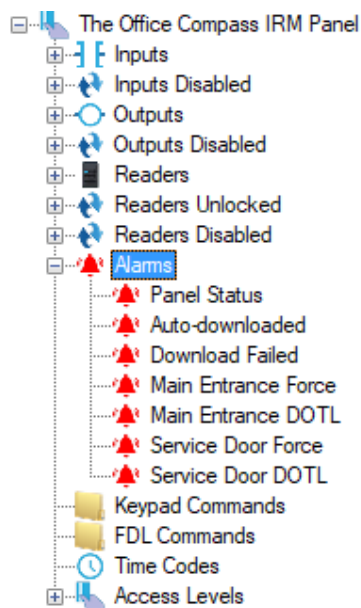 The Office Compass IRM Panel
Inputs
Inputs Disabled
Outputs
Outputs Disabled
Readers
Readers Unlocked
Readers Disabled
Alarms
Panel Status
Auto-downloaded
Download Failed
Main Entrance Force
Main Entrance DOTL
Service Door Force
Service Door DOTL
Keypad Commands
FDL Commands
Time Codes
Access Levels